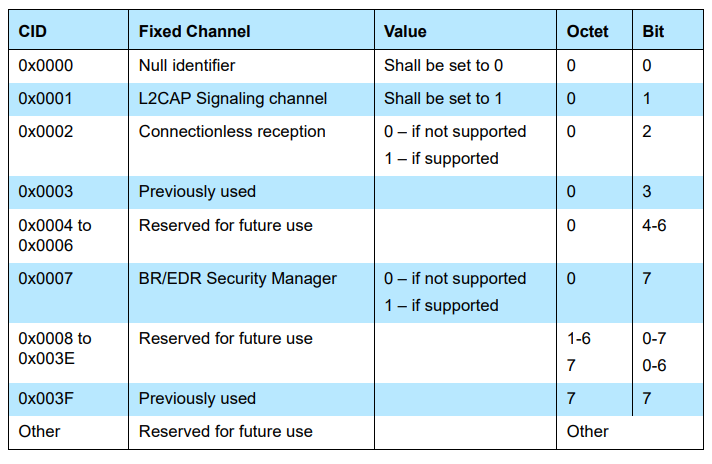 CID Fixed Channel Value Octet Bit
0x0000 Null identifier Shall be set to 0 0 0
0x0001 L2CAP Signaling channel Shall be set to 1 0 1
0x0002 Connectionless reception 0 – if not supported 0 2
1 – if supported
0x0003 Previously used 0 3
0x0004 to Reserved for future use 0 4-6
0x0006
0x0007 BR/EDR Security Manager 0 – if not supported 0 7
1 – if supported
0x0008 to Reserved for future use 1-6 0-7
0x003E 7 0-6
0x003F Previously used 7 7
Other Reserved for future use Other